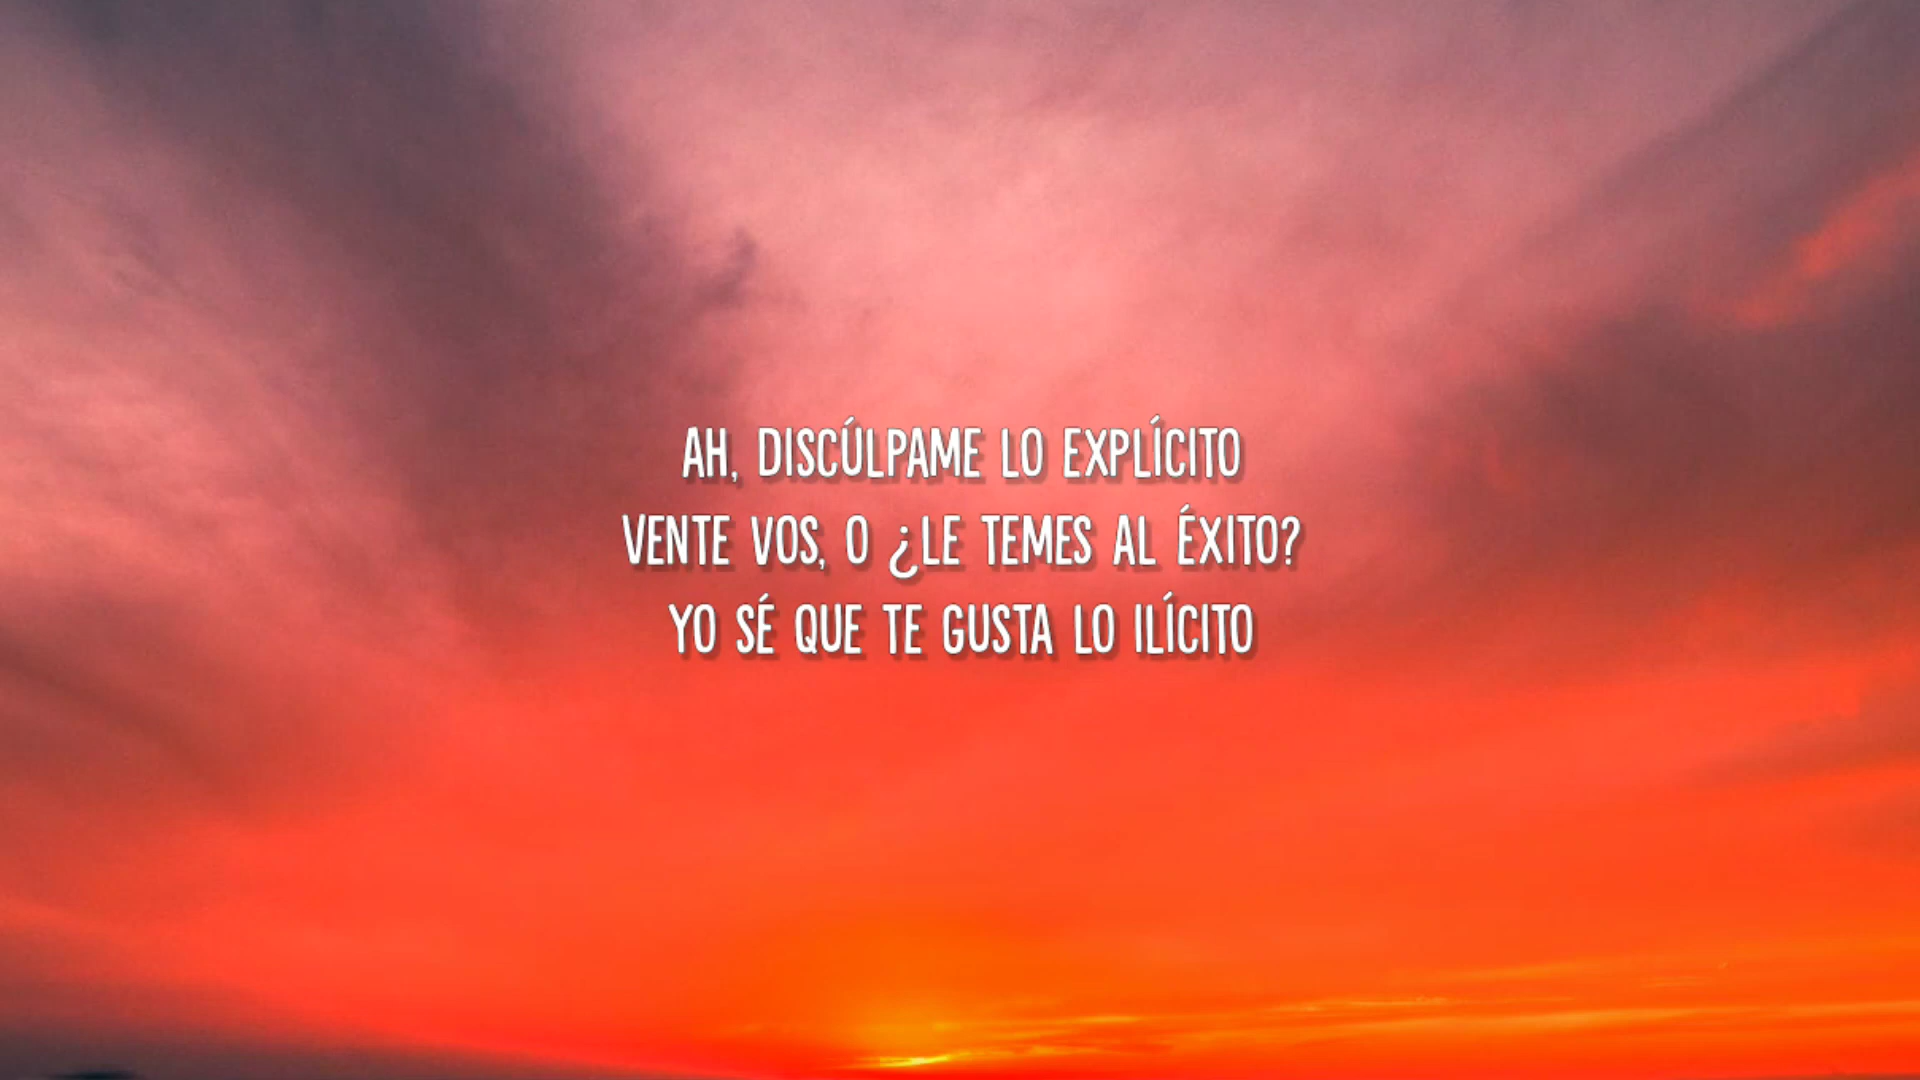 AH, DISCÚLPAME LO EXPLÍCITO
VENTE VOS, O ¿LE TEMES AL ÉXITO?
YO SÉ QUE TE GUSTA LO ILÍCITO